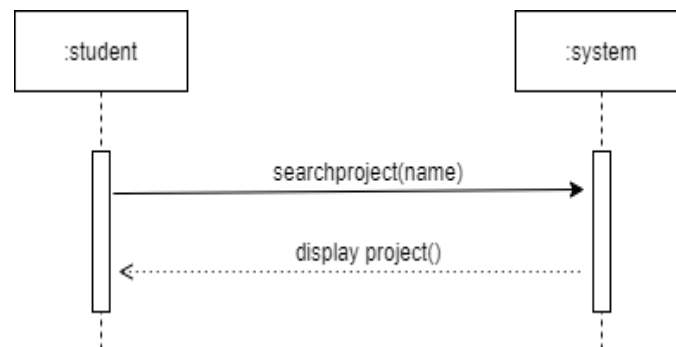 :student
:system
searchproject(name)
display project()